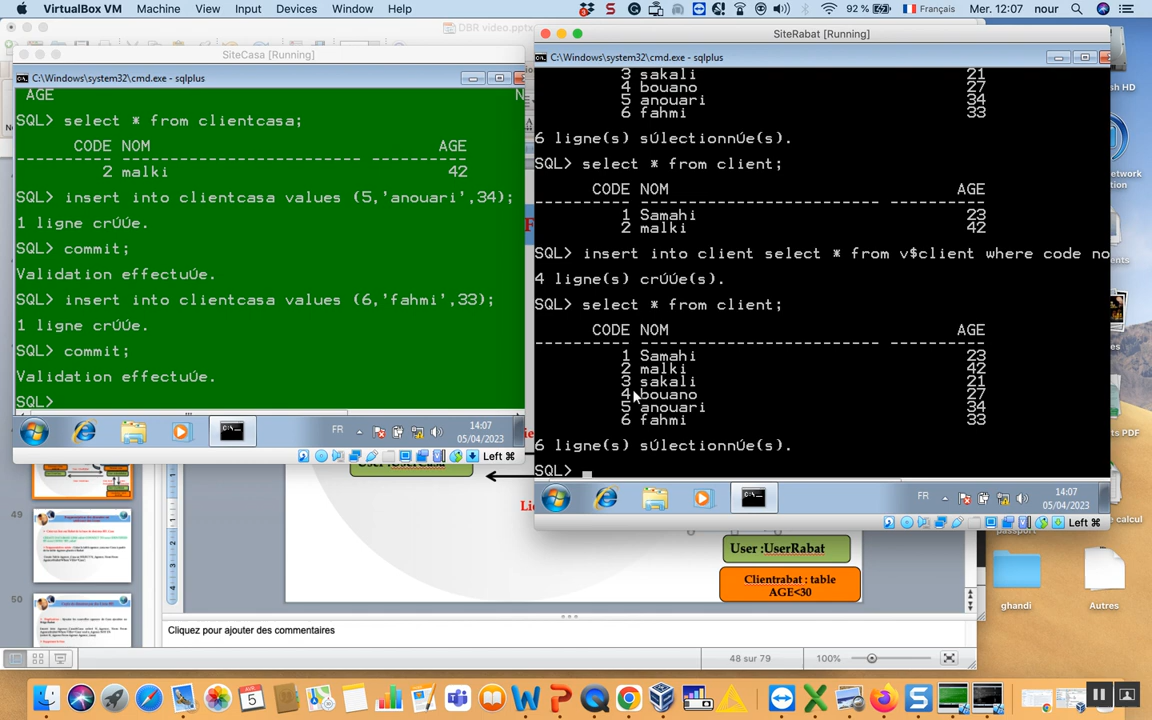 VirtualBox VM Machine Input Devices Window Help 92 % Français Mer. 12:07 nour
DBR video.pptx
SiteCasa [Running]
C:\Windows\system32\cmd.exe - sqlplus
AGE N
SQL> select * from clientcasa;
CODE NOM AGE
---------- ------------------------------ ----------
2 malki 42
SQL> insert into clientcasa values (5,'anouari',34);
1 ligne crÚÚe.
SQL> commit;
Validation effectuÚe.
SQL> insert into clientcasa values (6,'fahmi',33);
1 ligne crÚÚe.
SQL> commit;
Validation effectuÚe.
SQL>
FR 14:07
05/04/2023
Left ⌘
SiteRabat [Running]
C:\Windows\system32\cmd.exe - sqlplus
3 sakali 21
4 bouano 27
5 anouari 34
6 fahmi 33
6 ligne(s) sÚlectionnÚe(s).
SQL> select * from client;
CODE NOM AGE
---------- ------------------------------ ----------
1 Samahi 23
2 malki 42
SQL> insert into client select * from v$client where code no
4 ligne(s) crÚÚe(s).
SQL> select * from client;
CODE NOM AGE
---------- ------------------------------ ----------
1 Samahi 23
2 malki 42
3 sakali 21
4 bouano 27
5 anouari 34
6 fahmi 33
6 ligne(s) sÚlectionnÚe(s).
SQL>
FR 14:07
05/04/2023
Left ⌘
User :UserCasa
User :UserRabat
Clientrabat : table
AGE<30
49
50
Cliquez pour ajouter des commentaires
48 sur 79 100%
ghandi
Autres